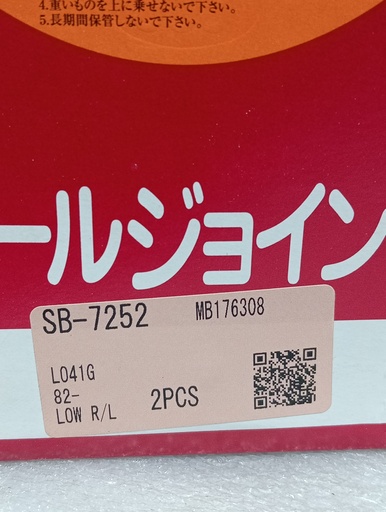 4.重いものを上に乗せないで下さい。
5.長期間保管しないで下さい。
ールジョイン
SB-7252 MB176308
L041G
82-
LOW R/L 2PCS